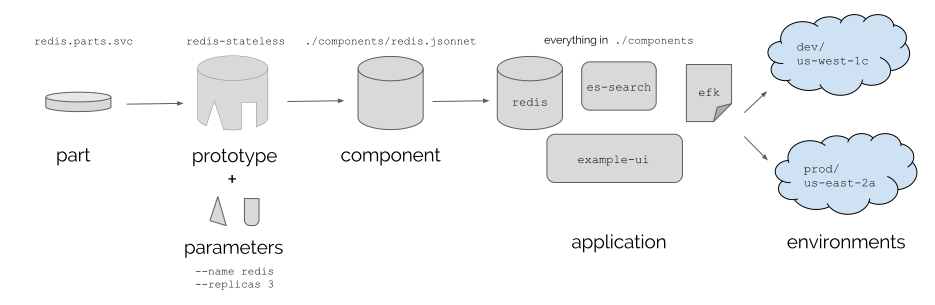 redis.parts.svc
redis-stateless
./components/redis.jsonnet
everything in ./components
dev/
us-west-1c
redis
es-search
efk
example-ui
prod/
us-east-2a
part
prototype
+
component
parameters
--name redis
--replicas 3
application
environments